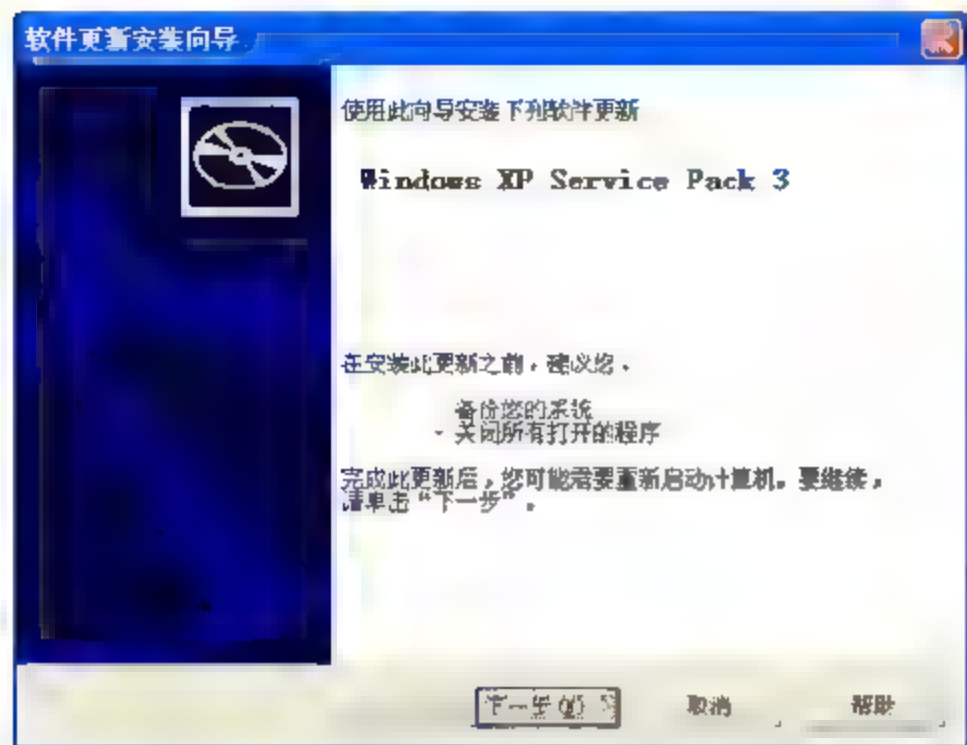 软件更新安装向导
使用此向导安装下列软件更新
Windows XP Service Pack 3
在安装此更新之前，建议您：
备份您的系统
- 关闭所有打开的程序
完成此更新后，您可能需要重新启动计算机。要继续，
请单击“下一步”。
下一步(N) >
取消
帮助